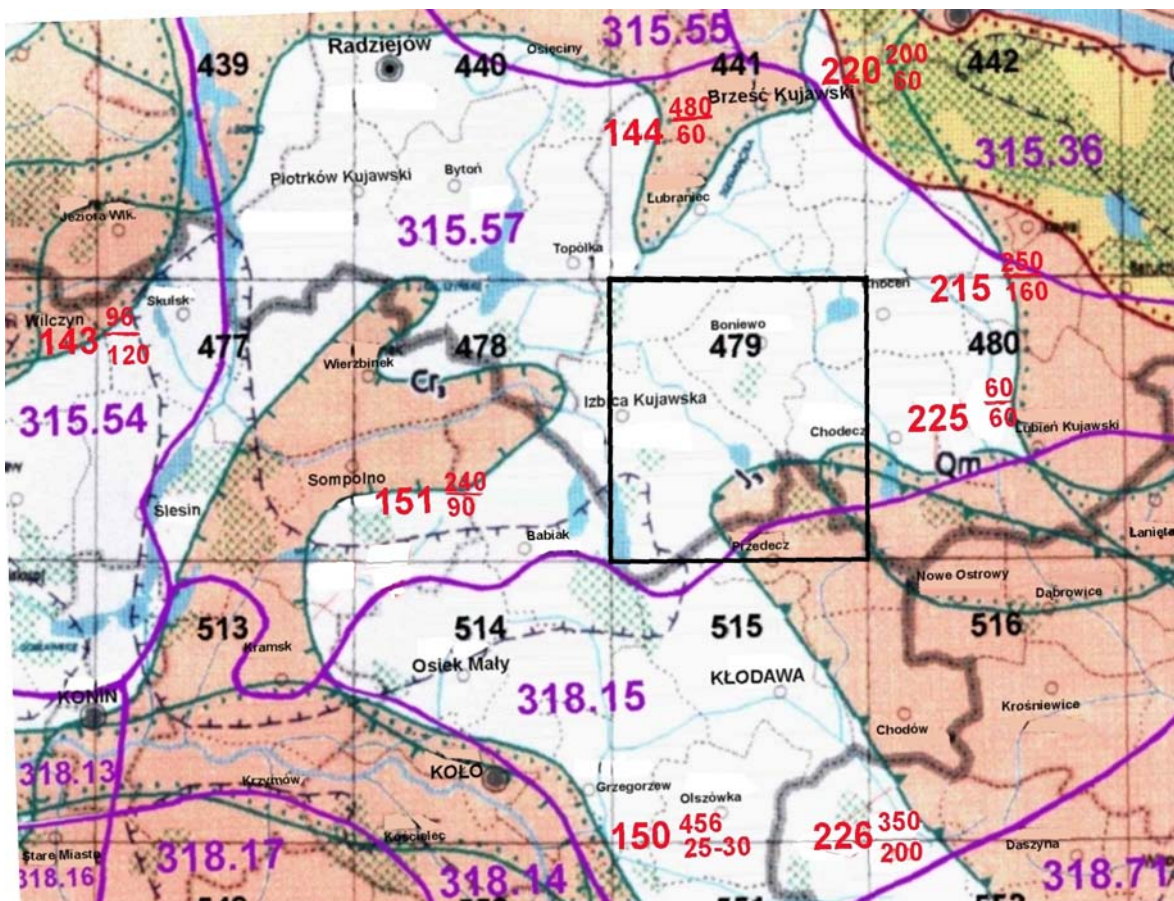 315.55
439
Radziejów
440
Osięciny
441
220 200
60
442
Brześć Kujawski
480
144 60
315.36
Piotrków Kujawski
Bytoń
Lubraniec
Jeziora Wlk.
315.57
Topólka
250
215 160
Choceń
Skulsk
Wilczyn
96
143 120
477
478
Boniewo
479
480
Wierzbinek
Cr₃
Izbica Kujawska
60
225 60
315.54
Chodecz
Lubień Kujawski
Qm
J₃
Sompolno
240
151 90
Ślesin
Babiak
Przedecz
Łanięta
Nowe Ostrowy
Dąbrowice
513
514
515
516
Kramsk
Osiek Mały
KŁODAWA
KONIN
318.15
Krośniewice
Chodów
318.13
Krzymów
KOŁO
Grzegorzew
Olszówka
456
150 25-30
350
226 200
Kościelec
Daszyna
Stare Miasto
318.16
318.17
318.14
318.71